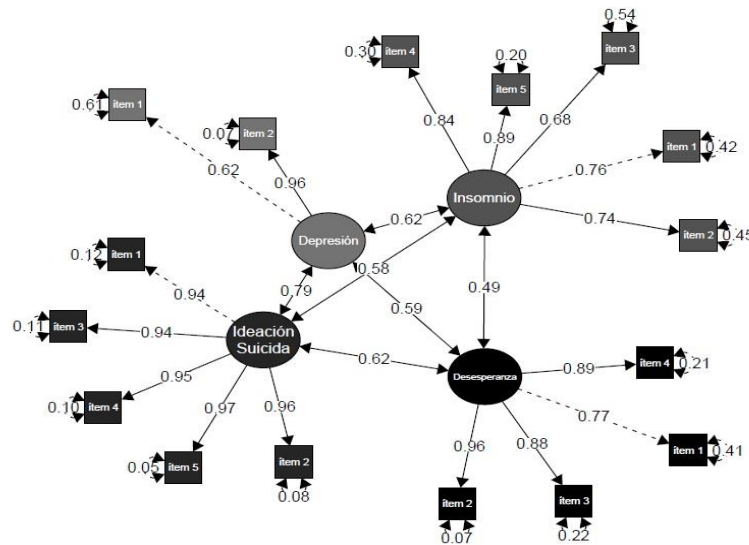 0.54
0.30
item 4
item 3
0.20
item 5
0.61
item 1
0.07
item 2
0.84
0.89
0.68
item 1
0.42
0.62
0.76
0.96
Insomnio
0.74
item 2
0.45
0.62
Depresión
0.12
item 1
0.58
0.94
0.79
0.49
0.59
0.11
item 3
0.94
Ideación
Suicida
0.62
0.89
item 4
0.21
Desesperanza
0.95
0.77
0.10
item 4
0.97
0.96
0.96
0.88
item 1
0.41
0.05
item 5
item 2
0.08
item 2
item 3
0.07
0.22